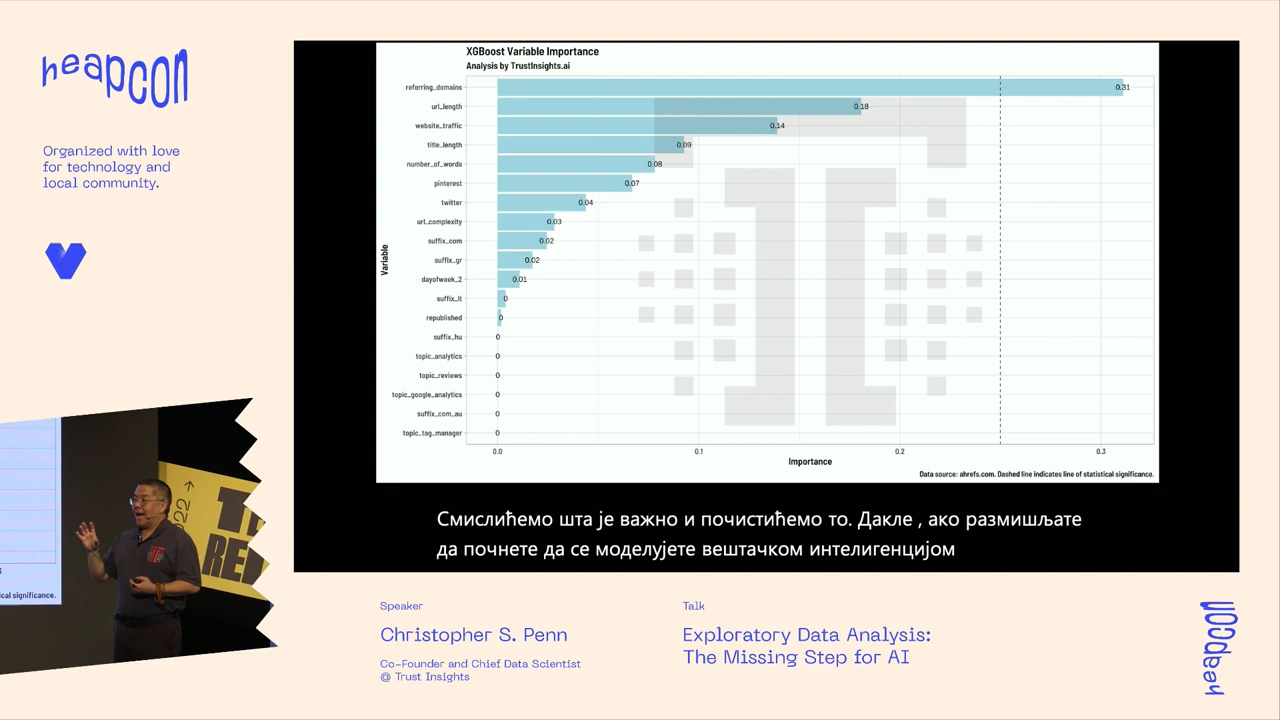 heapcon
Organized with love
for technology and
local community.
XGBoost Variable Importance
Analysis by TrustInsights.ai
Variable
referring_domains
0.31
url_length
0.18
website_traffic
0.14
title_length
0.09
number_of_words
0.08
pinterest
0.07
twitter
0.04
url_complexity
0.03
suffix_com
0.02
suffix_gr
0.02
dayofweek_2
0.01
suffix_lt
0
republished
0
suffix_hu
0
topic_analytics
0
topic_reviews
0
topic_google_analytics
0
suffix_com_au
0
topic_tag_manager
0
0.0 0.1 0.2 0.3
Importance
Data source: ahrefs.com. Dashed line indicates line of statistical significance.
Смислићемо шта је важно и почистићемо то. Дакле , ако размишљате
да почнете да се моделујете вештачком интелигенцијом
22
ical significance.
Speaker
Christopher S. Penn
Co-Founder and Chief Data Scientist
@ Trust Insights
Talk
Exploratory Data Analysis:
The Missing Step for AI
heapcon